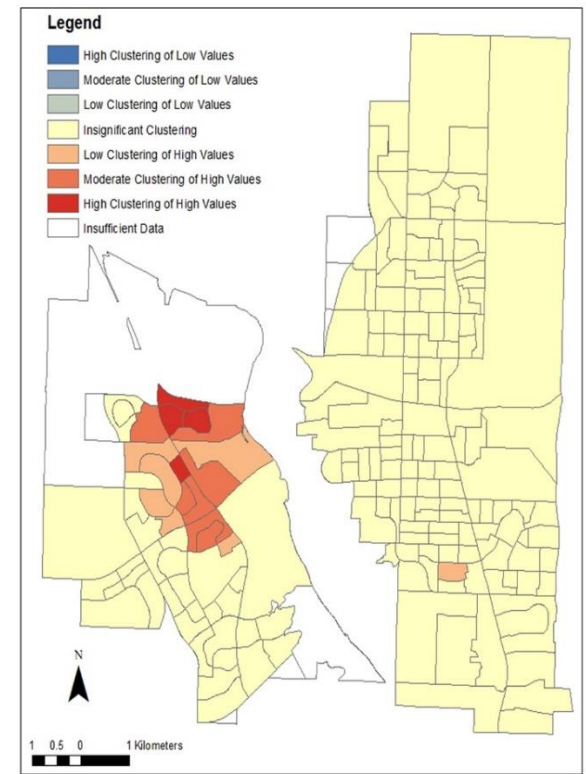 Legend
High Clustering of Low Values
Moderate Clustering of Low Values
Low Clustering of Low Values
Insignificant Clustering
Low Clustering of High Values
Moderate Clustering of High Values
High Clustering of High Values
Insufficient Data
N
1 0.5 0 1 Kilometers